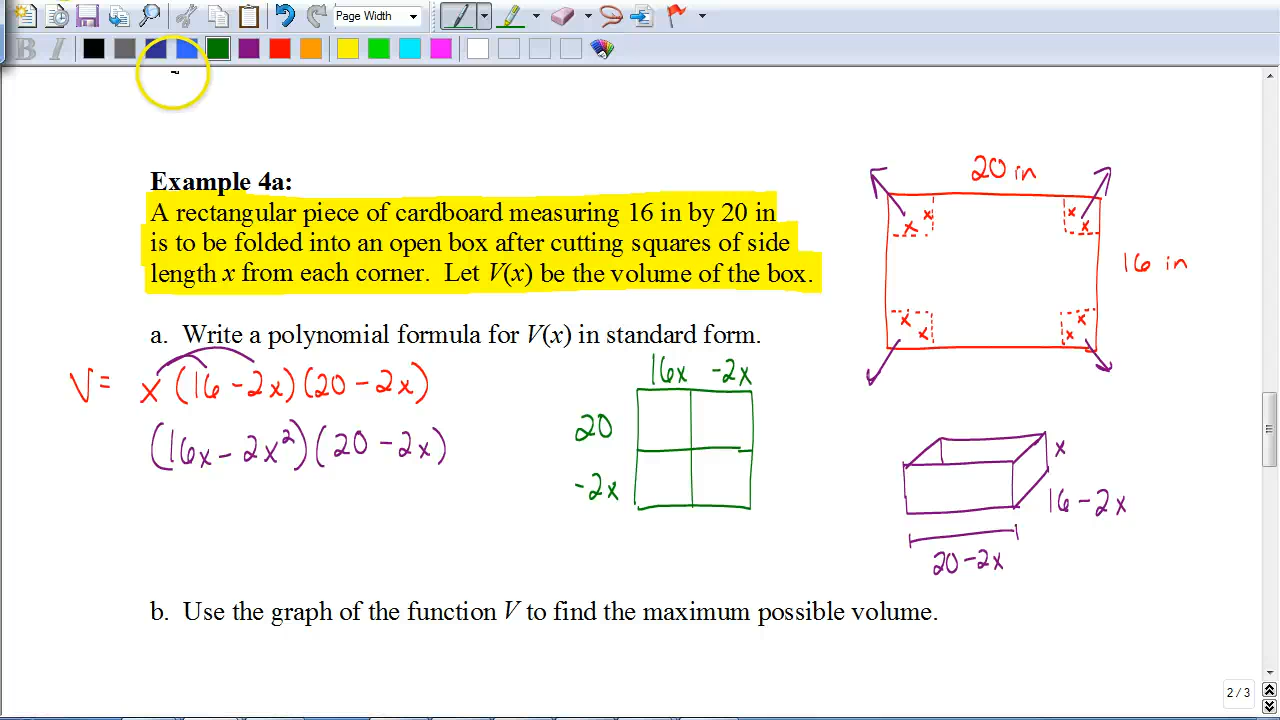 B I
Page Width
Example 4a:
A rectangular piece of cardboard measuring 16 in by 20 in
is to be folded into an open box after cutting squares of side
length x from each corner. Let V(x) be the volume of the box.
20 in
x x
x x
16 in
x x
x x
a. Write a polynomial formula for V(x) in standard form.
V = x (16 - 2x)(20 - 2x)
(16x - 2x²)(20 - 2x)
16x -2x
20
-2x
x
16 - 2x
20 - 2x
b. Use the graph of the function V to find the maximum possible volume.
2 / 3